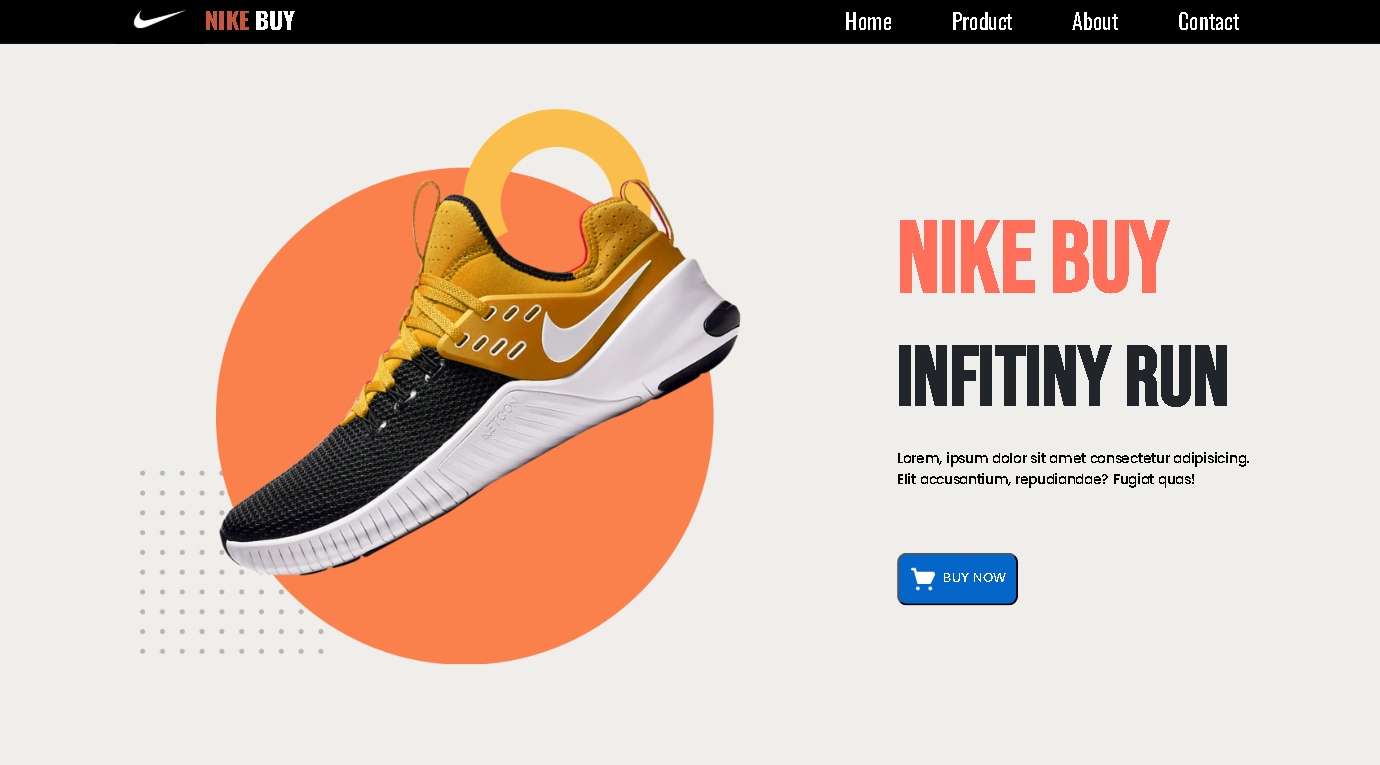 NIKE BUY
Home
Product
About
Contact
NIKE BUY
INFITINY RUN
Lorem, ipsum dolor sit amet consectetur adipisicing.
Elit accusantium, repudiandae? Fugiat quas!
BUY NOW
METCON